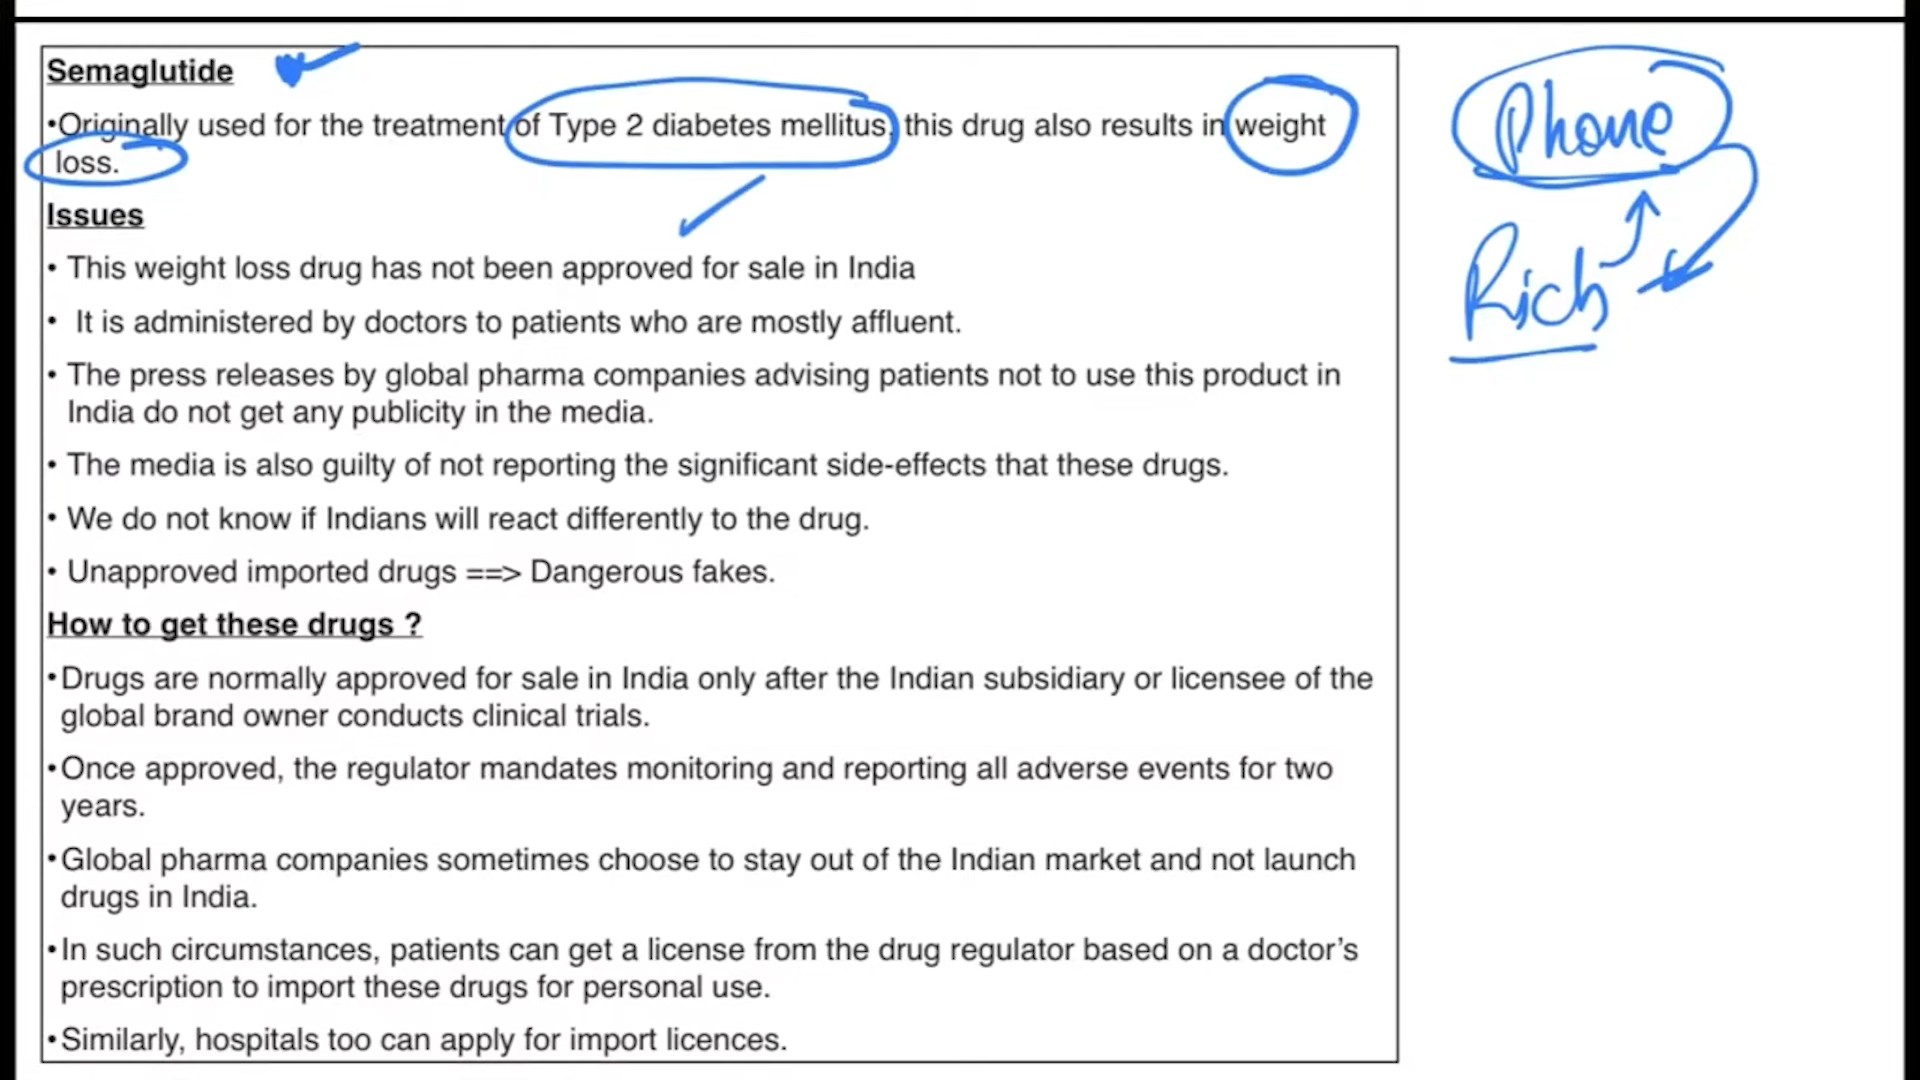 Semaglutide
•Originally used for the treatment of Type 2 diabetes mellitus, this drug also results in weight
loss.
Issues
• This weight loss drug has not been approved for sale in India
• It is administered by doctors to patients who are mostly affluent.
• The press releases by global pharma companies advising patients not to use this product in
India do not get any publicity in the media.
• The media is also guilty of not reporting the significant side-effects that these drugs.
• We do not know if Indians will react differently to the drug.
• Unapproved imported drugs ==> Dangerous fakes.
How to get these drugs ?
•Drugs are normally approved for sale in India only after the Indian subsidiary or licensee of the
global brand owner conducts clinical trials.
•Once approved, the regulator mandates monitoring and reporting all adverse events for two
years.
•Global pharma companies sometimes choose to stay out of the Indian market and not launch
drugs in India.
•In such circumstances, patients can get a license from the drug regulator based on a doctor’s
prescription to import these drugs for personal use.
•Similarly, hospitals too can apply for import licences.
Phone
Rich